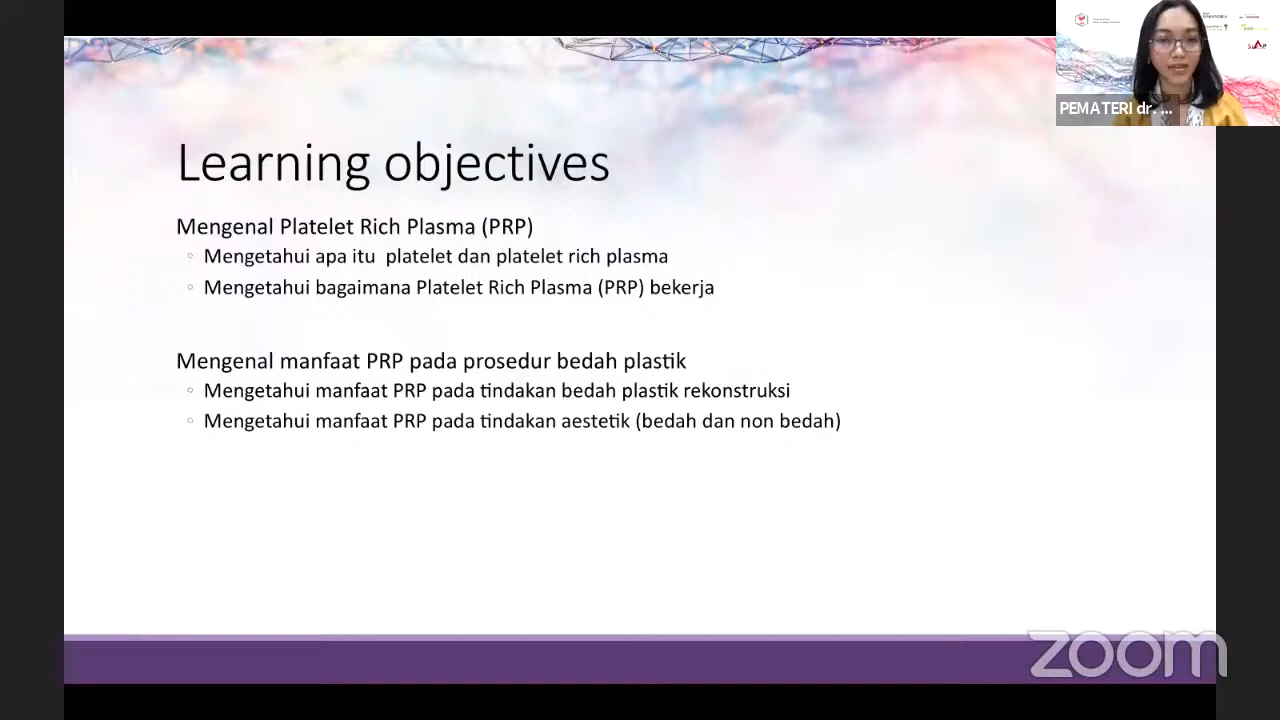 Learning objectives
Mengenal Platelet Rich Plasma (PRP)
Mengetahui apa itu platelet dan platelet rich plasma
Mengetahui bagaimana Platelet Rich Plasma (PRP) bekerja
Mengenal manfaat PRP pada prosedur bedah plastik
Mengetahui manfaat PRP pada tindakan bedah plastik rekonstruksi
Mengetahui manfaat PRP pada tindakan aestetik (bedah dan non bedah)
PEMATERI dr. ...
zoom